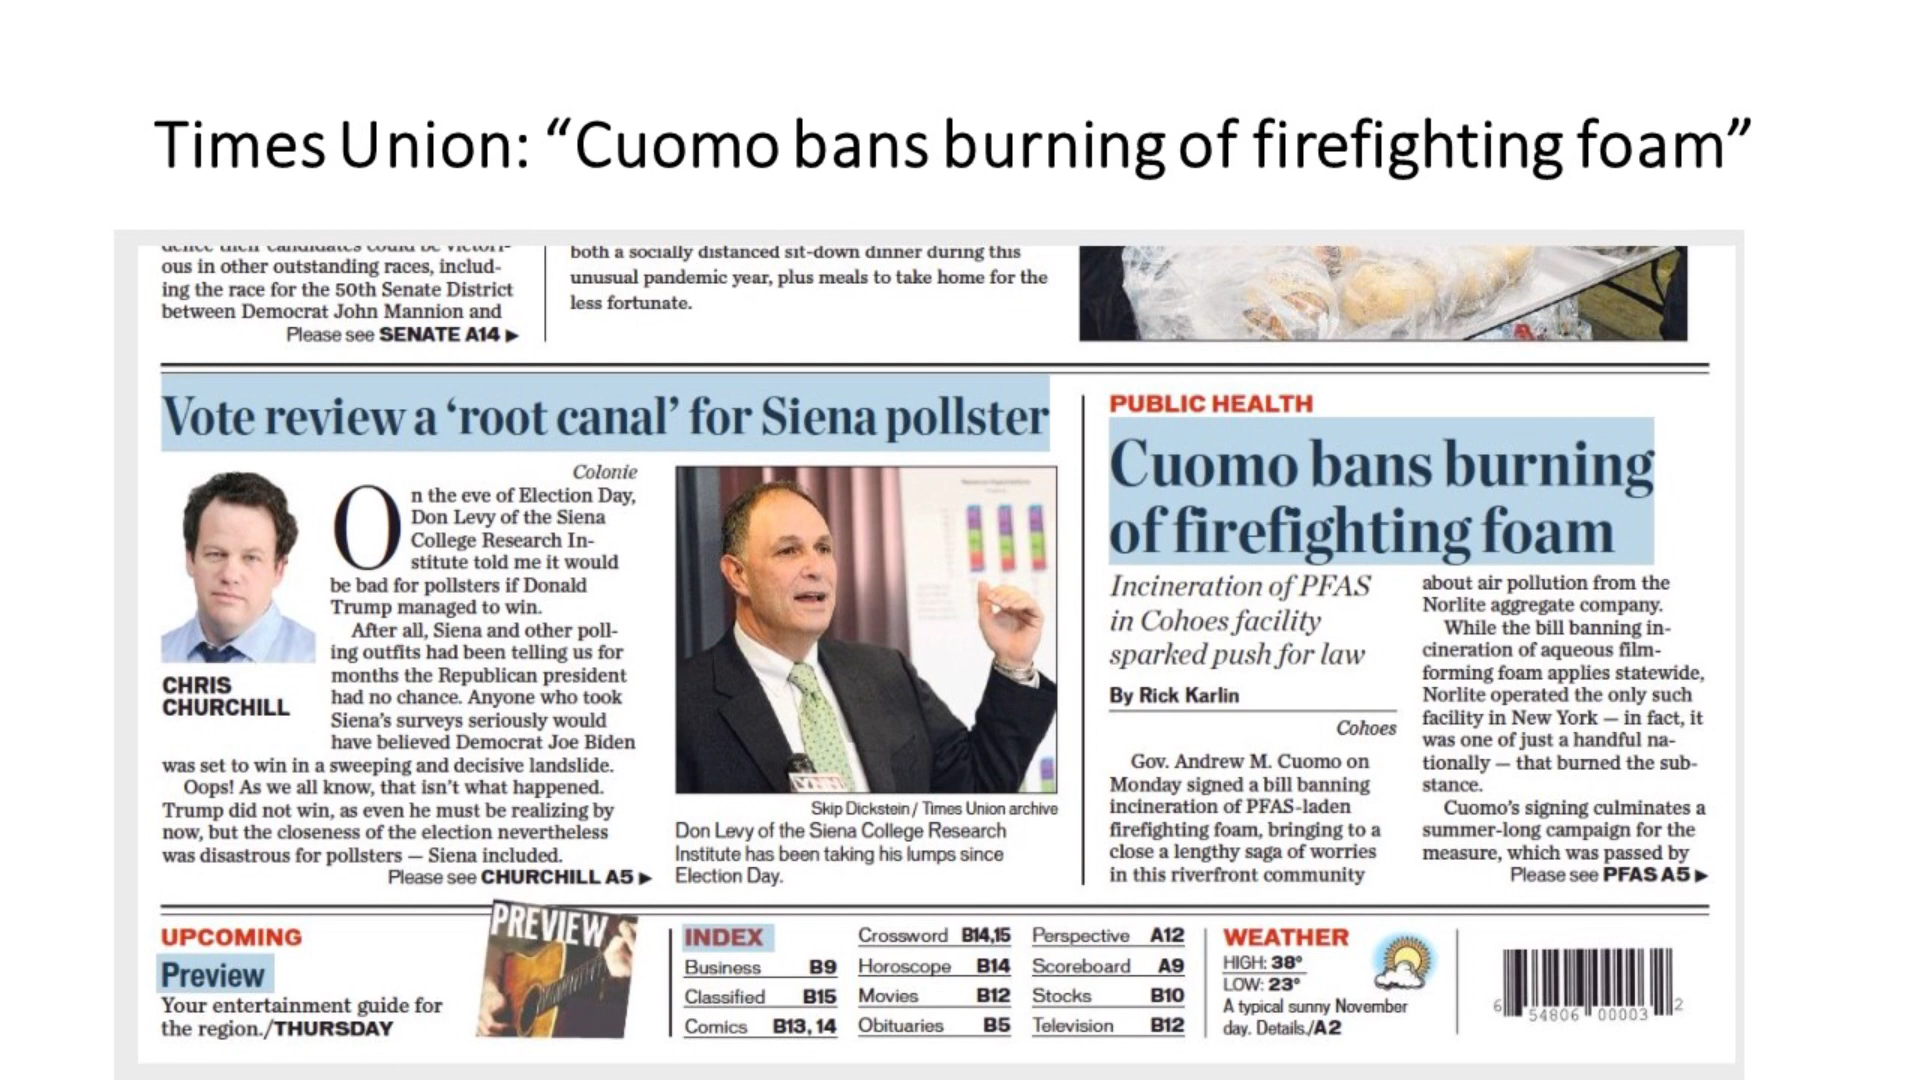 Times Union: “Cuomo bans burning of firefighting foam”
dence their candidates could be victori-
ous in other outstanding races, includ-
ing the race for the 50th Senate District
between Democrat John Mannion and
Please see SENATE A14 ▶
both a socially distanced sit-down dinner during this
unusual pandemic year, plus meals to take home for the
less fortunate.
Vote review a ‘root canal’ for Siena pollster
CHRIS
CHURCHILL
Colonie
On the eve of Election Day,
Don Levy of the Siena
College Research In-
stitute told me it would
be bad for pollsters if Donald
Trump managed to win.
After all, Siena and other poll-
ing outfits had been telling us for
months the Republican president
had no chance. Anyone who took
Siena’s surveys seriously would
have believed Democrat Joe Biden
was set to win in a sweeping and decisive landslide.
Oops! As we all know, that isn’t what happened.
Trump did not win, as even he must be realizing by
now, but the closeness of the election nevertheless
was disastrous for pollsters — Siena included.
Please see CHURCHILL A5 ▶
Skip Dickstein / Times Union archive
Don Levy of the Siena College Research
Institute has been taking his lumps since
Election Day.
PUBLIC HEALTH
Cuomo bans burning
of firefighting foam
Incineration of PFAS
in Cohoes facility
sparked push for law
By Rick Karlin
Cohoes
Gov. Andrew M. Cuomo on
Monday signed a bill banning
incineration of PFAS-laden
firefighting foam, bringing to a
close a lengthy saga of worries
in this riverfront community
about air pollution from the
Norlite aggregate company.
While the bill banning in-
cineration of aqueous film-
forming foam applies statewide,
Norlite operated the only such
facility in New York — in fact, it
was one of just a handful na-
tionally — that burned the sub-
stance.
Cuomo’s signing culminates a
summer-long campaign for the
measure, which was passed by
Please see PFAS A5 ▶
UPCOMING
Preview
Your entertainment guide for
the region./THURSDAY
PREVIEW
INDEX
Business B9
Classified B15
Comics B13, 14
Crossword B14,15
Horoscope B14
Movies B12
Obituaries B5
Perspective A12
Scoreboard A9
Stocks B10
Television B12
WEATHER
HIGH: 38°
LOW: 23°
A typical sunny November
day. Details./A2
6 54806 00003 2